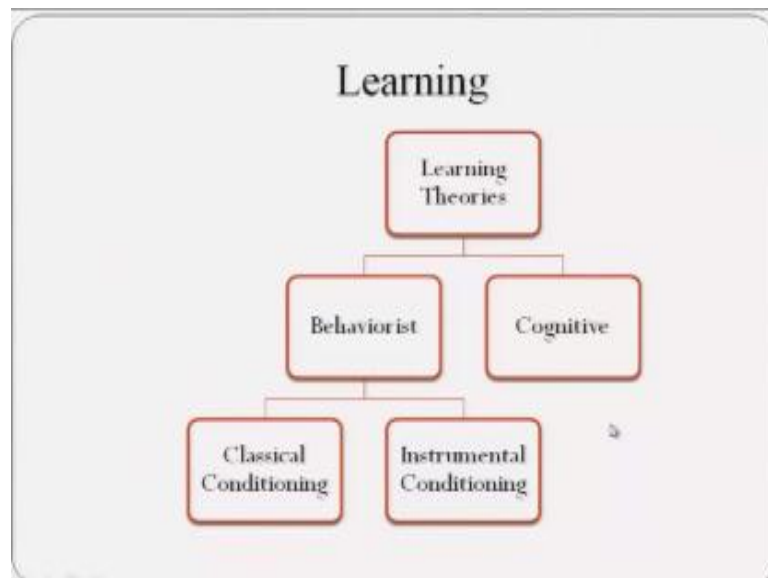 Learning
Learning
Theories
Behaviorist
Cognitive
Classical
Conditioning
Instrumental
Conditioning